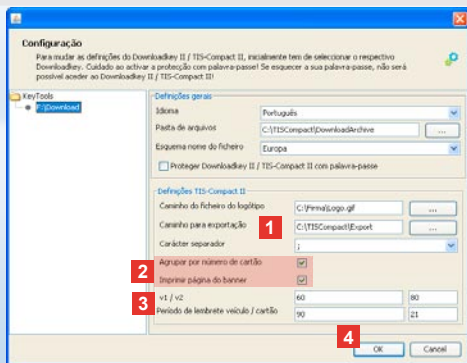 Configuração
Para mudar as definições do Downloadkey II / TIS-Compact II, inicialmente tem de seleccionar o respectivo
Downloadkey. Cuidado ao activar a protecção com palavra-passe! Se esquecer a sua palavra-passe, não será
possível aceder ao Downloadkey II / TIS-Compact II!
KeyTools
F:\Download
Definições gerais
Idioma
Português
Pasta de arquivos
C:\TISCompact\DownloadArchive
...
Esquema nome do ficheiro
Europa
Proteger Downloadkey II / TIS-Compact II com palavra-passe
Definições TIS-Compact II
Caminho do ficheiro do logótipo
C:\Firma\Logo.gif
...
Caminho para exportação
1
C:\TISCompact\Export
...
Carácter separador
;
2
Agrupar por número de cartão
Imprimir página do banner
3
v1 / v2
60
80
Período de lembrete veículo / cartão
90
21
4
OK
Cancel